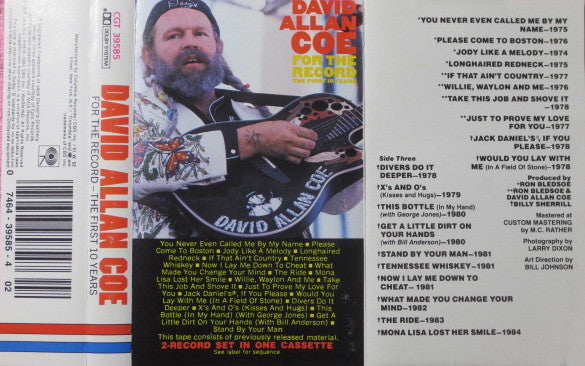 CGT 39585
DOLBY SYSTEM
DAVID ALLAN COE
FOR THE RECORD—THE FIRST 10 YEARS
0 7464-39585-4 02
DAVID
ALLAN
COE
FOR THE
RECORD
THE FIRST 10 YEARS
DAVID ALLAN COE
You Never Even Called Me By My Name ■ Please
Come To Boston ■ Jody Like a Melody ■ Longhaired
Redneck ■ If That Ain't Country ■ Tennessee
Whiskey ■ Now I Lay Me Down To Cheat ■ What
Made You Change Your Mind ■ The Ride ■ Mona
Lisa Lost Her Smile ■ Willie, Waylon And Me ■ Take
This Job And Shove It ■ Just To Prove My Love For
You ■ Jack Daniel's®, If You Please ■ Would You
Lay With Me (In A Field Of Stone) ■ Divers Do It
Deeper ■ X's And O's (Kisses And Hugs) ■ This
Bottle (In My Hand) (With George Jones) ■ Get A
Little Dirt On Your Hands (With Bill Anderson) ■
Stand By Your Man
This tape consists of previously released material.
2-RECORD SET IN ONE CASSETTE
See label for sequence
*YOU NEVER EVEN CALLED ME BY MY
NAME—1975
*PLEASE COME TO BOSTON—1976
*JODY LIKE A MELODY—1974
*LONGHAIRED REDNECK—1975
**IF THAT AIN'T COUNTRY—1977
**WILLIE, WAYLON AND ME—1976
**TAKE THIS JOB AND SHOVE IT—
1978
**JUST TO PROVE MY LOVE FOR
YOU—1977
†JACK DANIEL'S®, IF YOU
PLEASE—1978
†WOULD YOU LAY WITH
ME (In A Field Of Stone)—1978
Side Three
†DIVERS DO IT
DEEPER—1978
†X's AND O's
(Kisses and Hugs)—1979
†THIS BOTTLE (In My Hand)
(with George Jones)—1980
†GET A LITTLE DIRT ON
YOUR HANDS
(with Bill Anderson)—1980
†STAND BY YOUR MAN—1981
†TENNESSEE WHISKEY—1981
†NOW I LAY ME DOWN TO
CHEAT—1981
†WHAT MADE YOU CHANGE YOUR
MIND—1982
†THE RIDE—1983
†MONA LISA LOST HER SMILE—1984
Produced by
*RON BLEDSOE
**RON BLEDSOE and
DAVID ALLAN COE
†BILLY SHERRILL
Mastered at
CUSTOM MASTERING
by M.C. RATHER
Photography by
LARRY DIXON
Art Direction by
BILL JOHNSON